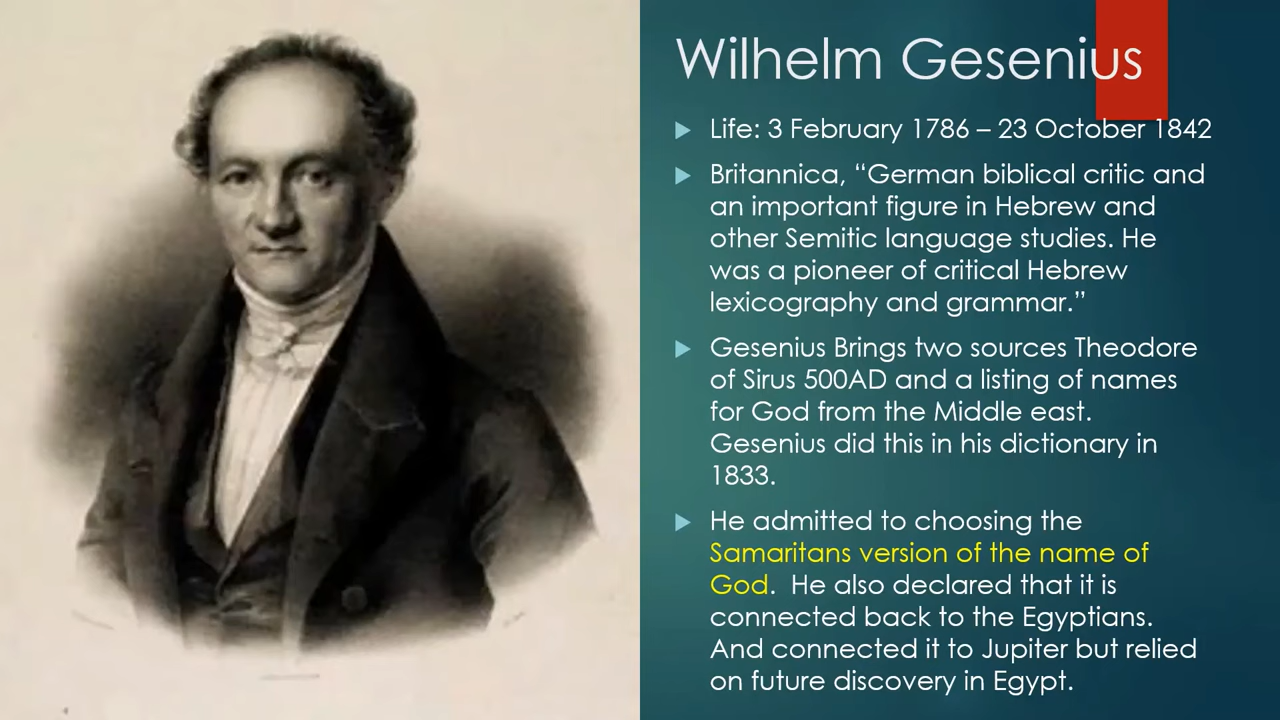 Wilhelm Gesenius
Life: 3 February 1786 – 23 October 1842
Britannica, “German biblical critic and
an important figure in Hebrew and
other Semitic language studies. He
was a pioneer of critical Hebrew
lexicography and grammar.”
Gesenius Brings two sources Theodore
of Sirus 500AD and a listing of names
for God from the Middle east.
Gesenius did this in his dictionary in
1833.
He admitted to choosing the
Samaritans version of the name of
God.  He also declared that it is
connected back to the Egyptians.
And connected it to Jupiter but relied
on future discovery in Egypt.